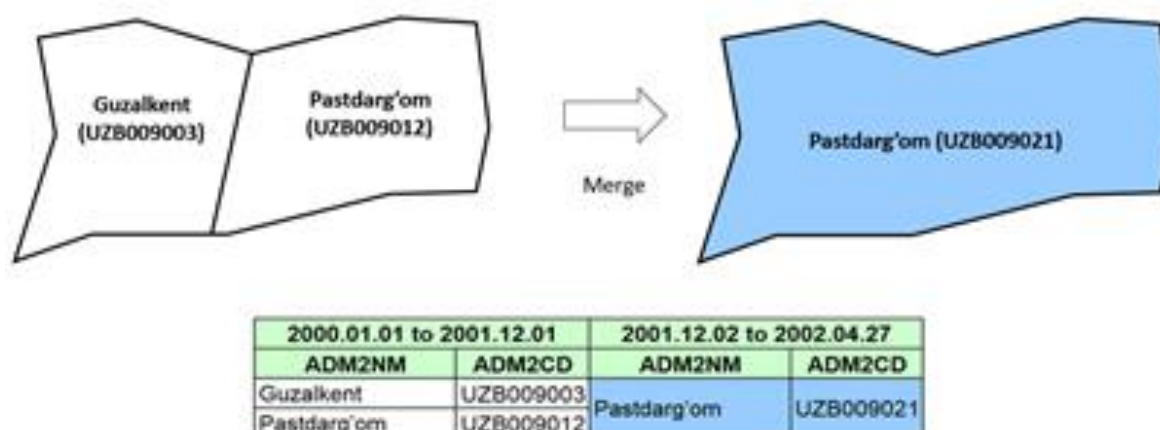 Guzalkent
(UZB009003)
Pastdarg'om
(UZB009012)
Merge
Pastdarg'om (UZB009021)
2000.01.01 to 2001.12.01 2001.12.02 to 2002.04.27
ADM2NM ADM2CD ADM2NM ADM2CD
Guzalkent UZB009003
Pastdarg'om UZB009021
Pastdarg'om UZB009012